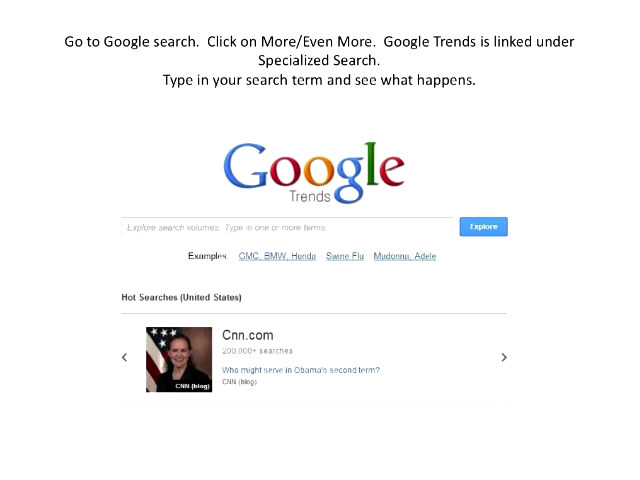 Go to Google search.  Click on More/Even More.  Google Trends is linked under
Specialized Search.
Type in your search term and see what happens.
Google
Trends
Explore search volumes. Type in one or more terms
Explore
Examples: GMC, BMW, Honda Swine Flu Madonna, Adele
Hot Searches (United States)
Cnn.com
200,000+ searches
Who might serve in Obama's second term?
CNN (blog)
CNN (blog)